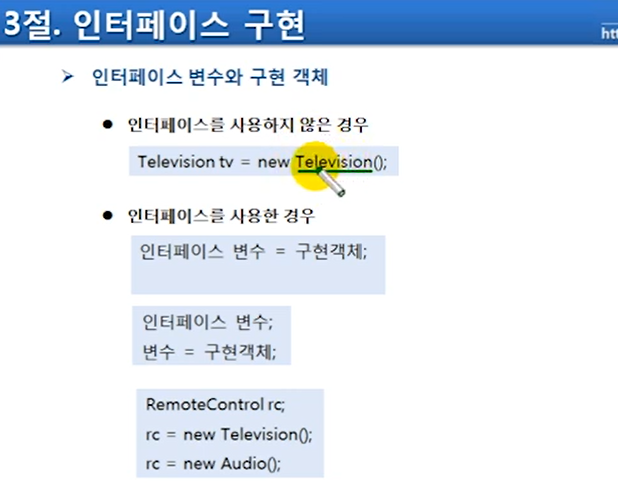 3절. 인터페이스 구현
htt
➢ 인터페이스 변수와 구현 객체
● 인터페이스를 사용하지 않은 경우
Television tv = new Television();
● 인터페이스를 사용한 경우
인터페이스 변수 = 구현객체;
인터페이스 변수;
변수 = 구현객체;
RemoteControl rc;
rc = new Television();
rc = new Audio();